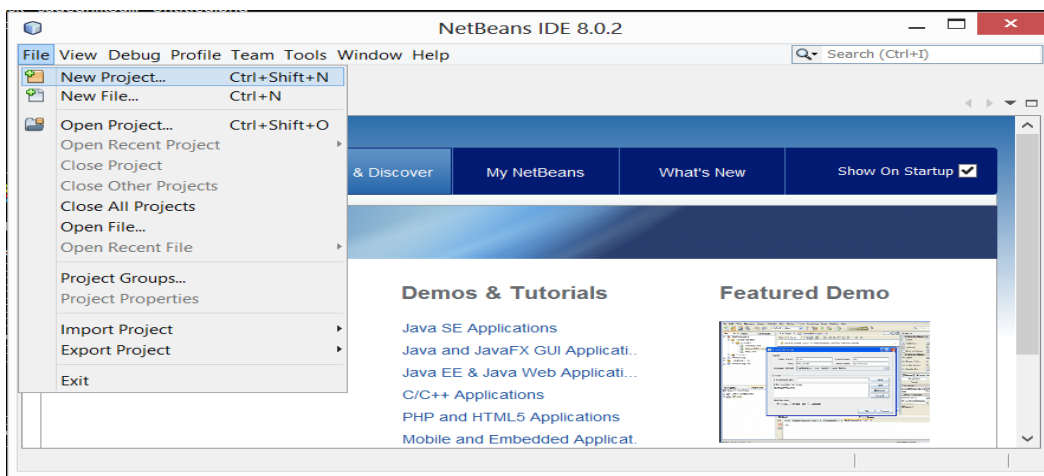 NetBeans IDE 8.0.2
File View Debug Profile Team Tools Window Help
Search (Ctrl+I)
New Project... Ctrl+Shift+N
New File... Ctrl+N
Open Project... Ctrl+Shift+O
Open Recent Project
Close Project
Close Other Projects
Close All Projects
Open File...
Open Recent File
Project Groups...
Project Properties
Import Project
Export Project
Exit
& Discover
My NetBeans
What's New
Show On Startup
Demos & Tutorials
Java SE Applications
Java and JavaFX GUI Applicati..
Java EE & Java Web Applicati...
C/C++ Applications
PHP and HTML5 Applications
Mobile and Embedded Applicat.
Featured Demo